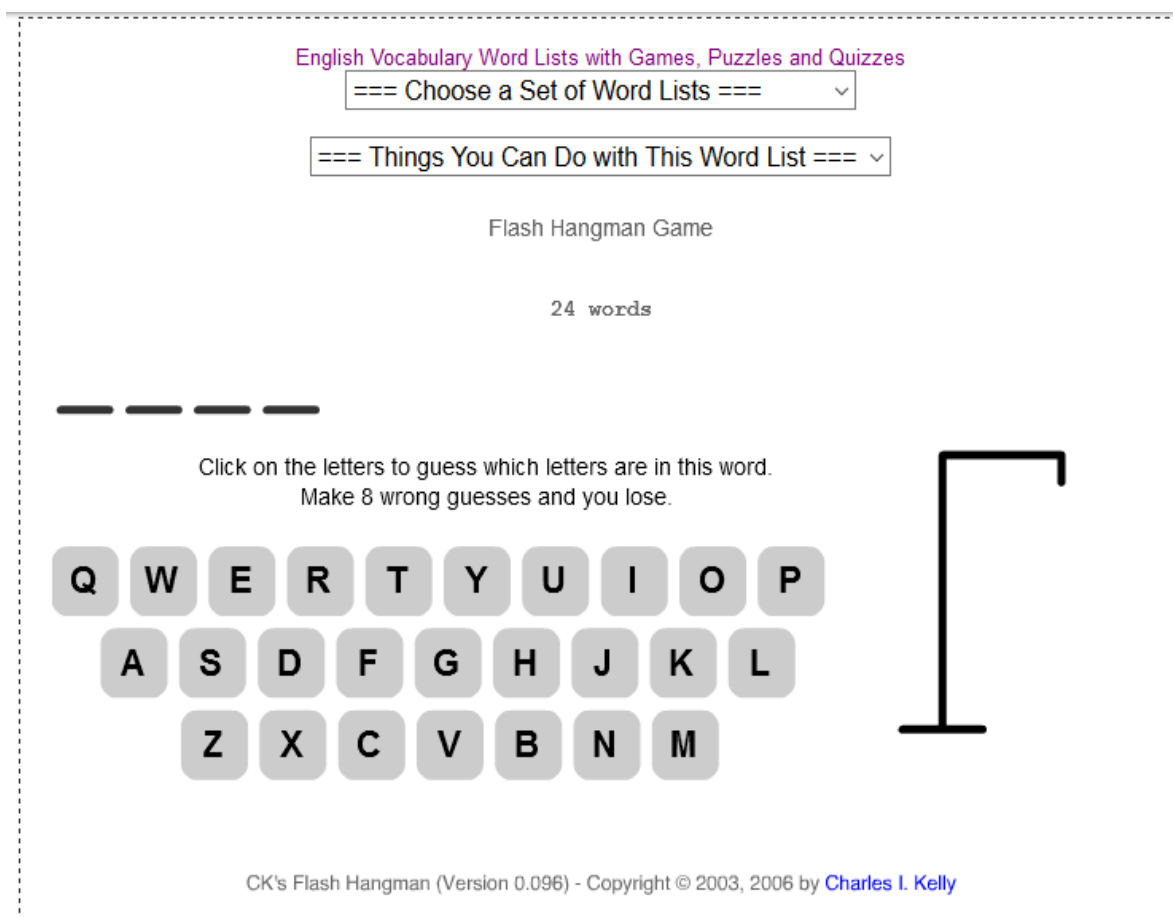 English Vocabulary Word Lists with Games, Puzzles and Quizzes
=== Choose a Set of Word Lists ===
=== Things You Can Do with This Word List ===
Flash Hangman Game
24 words
Click on the letters to guess which letters are in this word.
Make 8 wrong guesses and you lose.
Q W E R T Y U I O P
A S D F G H J K L
Z X C V B N M
CK's Flash Hangman (Version 0.096) - Copyright © 2003, 2006 by Charles I. Kelly